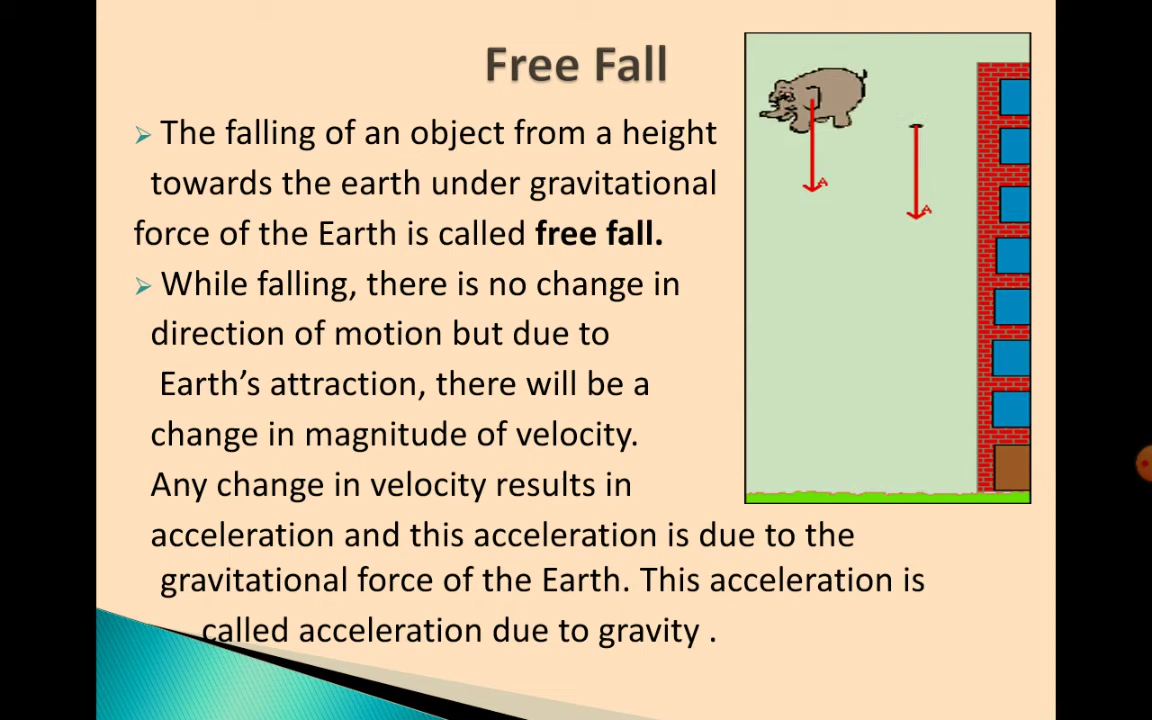 Free Fall
The falling of an object from a height
towards the earth under gravitational
force of the Earth is called free fall.
While falling, there is no change in
direction of motion but due to
Earth’s attraction, there will be a
change in magnitude of velocity.
Any change in velocity results in
acceleration and this acceleration is due to the
gravitational force of the Earth. This acceleration is
called acceleration due to gravity .
A
A